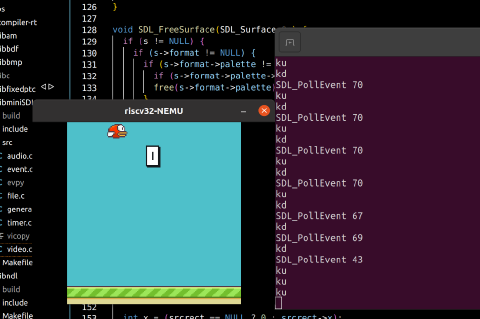 os
ompiler-rt
ibam
ibbdf
ibbmp
ibc
ibfixedptc
ibminiSDL
build
include
src
audio.c
event.c
evpy
file.c
genera
timer.c
vicopy
video.c
Makefile
ibndl
build
include
Makefile
126 }
127
128 void SDL_FreeSurface(SDL_Surface
129 if (s != NULL) {
130 if (s->format != NULL) {
131 if (s->format->palette !=
132 if (s->format->palette
133 free(s->format->palette
134 }
riscv32-NEMU
1
152
153 int x = (srcrect == NULL ? 0 : srcrect->x);
ku
kd
SDL_PollEvent 70
ku
kd
SDL_PollEvent 70
ku
kd
SDL_PollEvent 70
ku
kd
SDL_PollEvent 70
ku
kd
SDL_PollEvent 67
kd
SDL_PollEvent 69
kd
SDL_PollEvent 43
ku
ku
ku